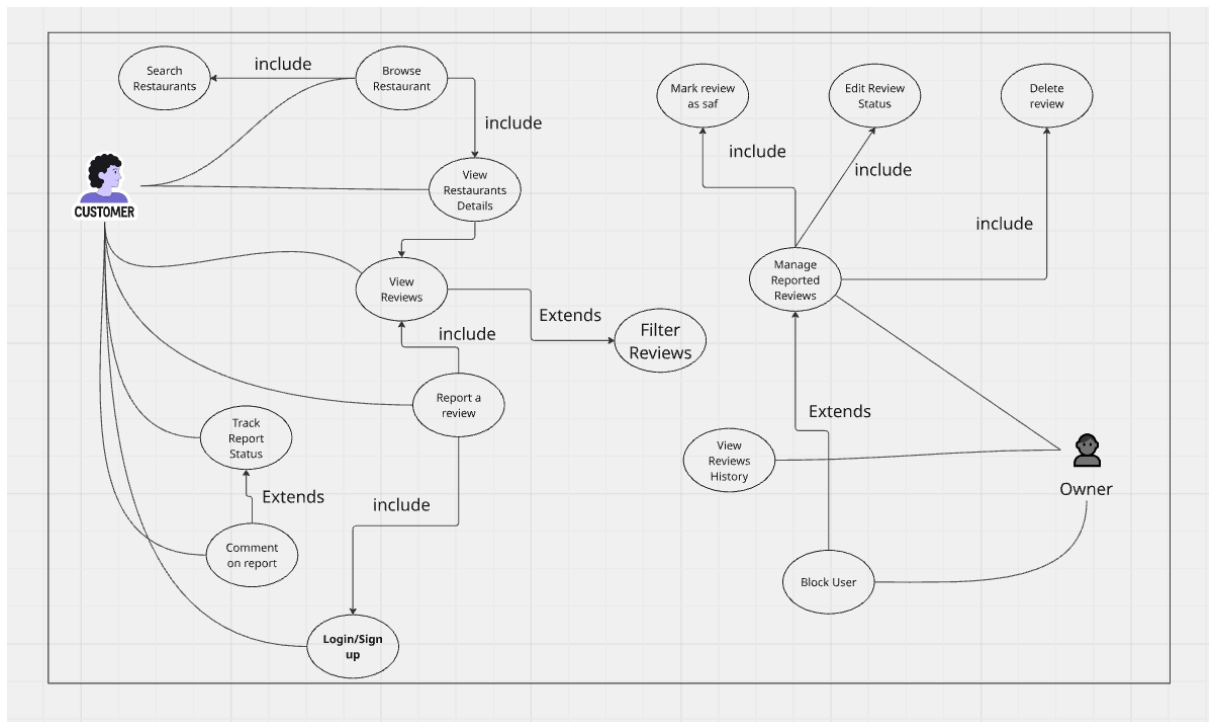 include
Search
Restaurants
Browse
Restaurant
include
View
Restaurants
Details
CUSTOMER
View
Reviews
Extends
Filter
Reviews
include
Report a
review
Track
Report
Status
Extends
include
Comment
on report
Login/Sign
up
Mark review
as saf
Edit Review
Status
Delete
review
include
include
include
Manage
Reported
Reviews
Extends
View
Reviews
History
Owner
Block User